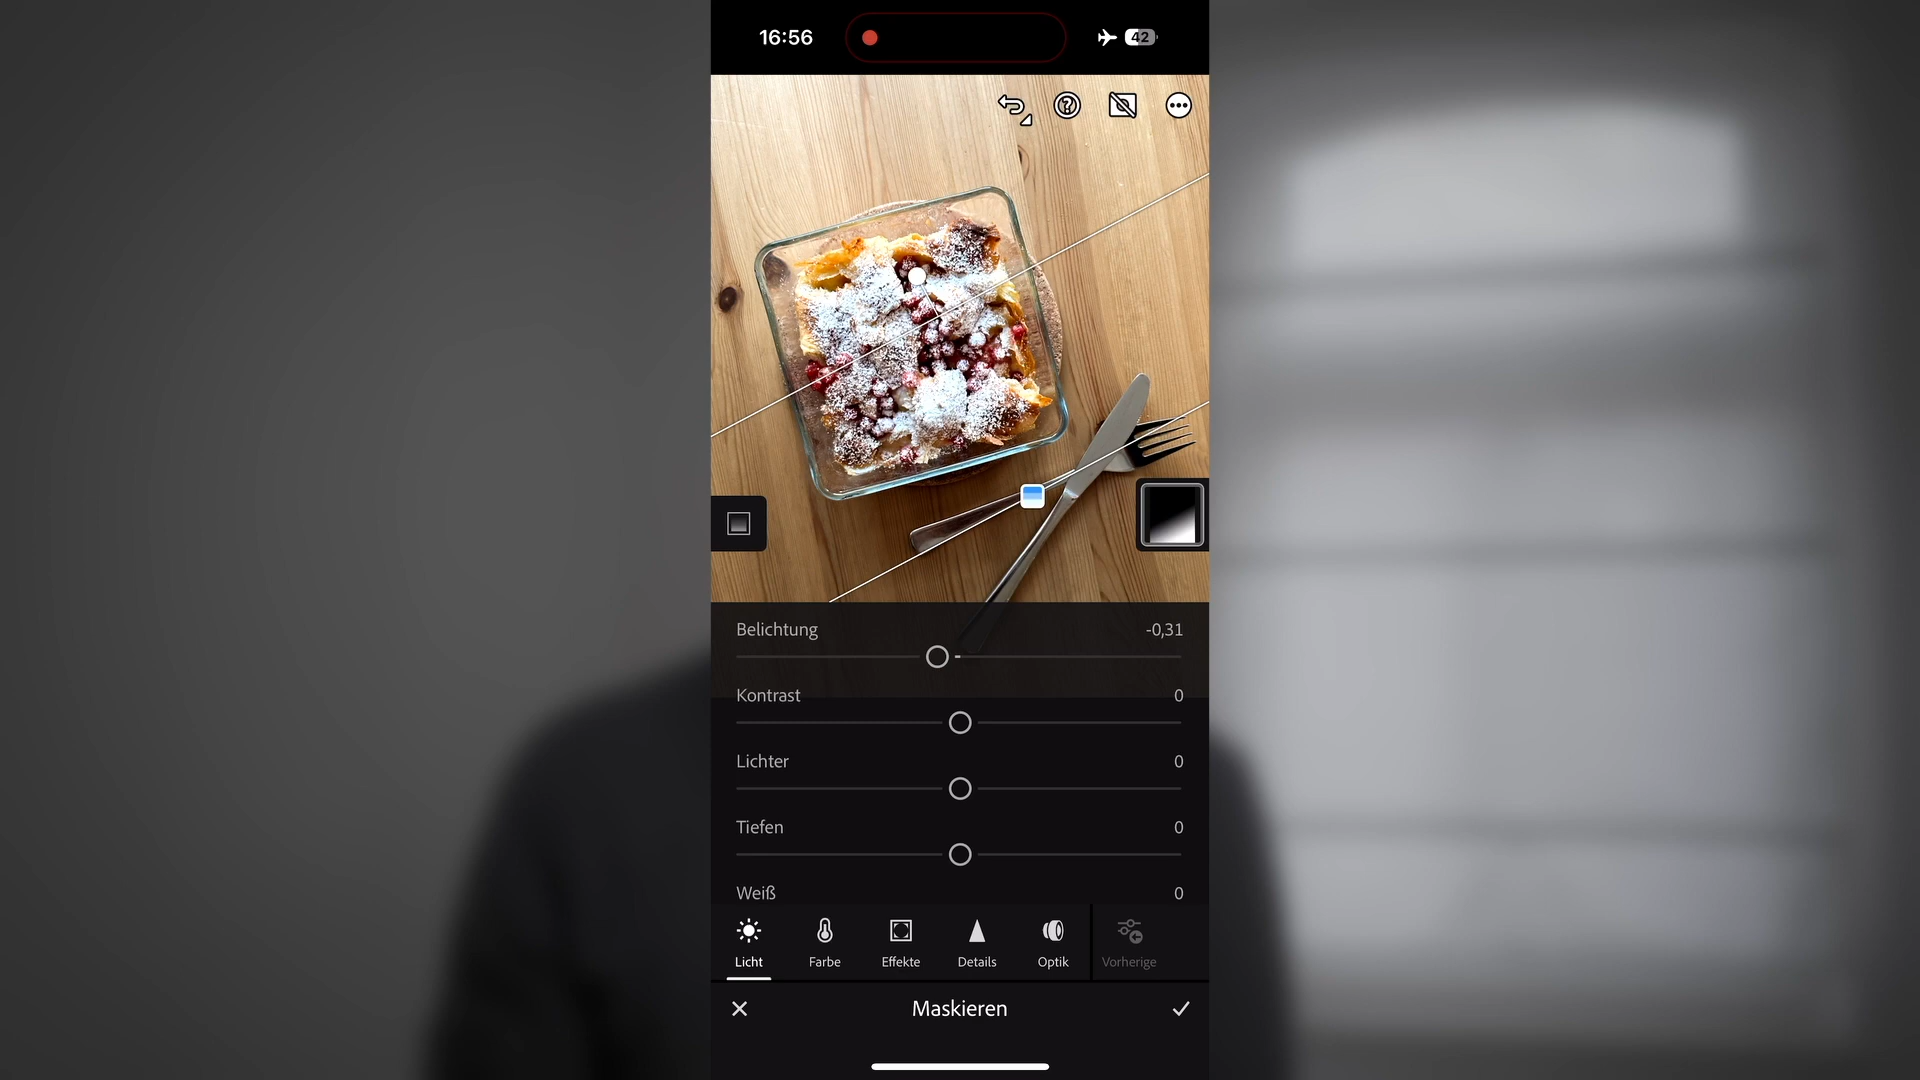 16:56
42
Belichtung -0,31
Kontrast 0
Lichter 0
Tiefen 0
Weiß 0
Licht Farbe Effekte Details Optik Vorherige
Maskieren